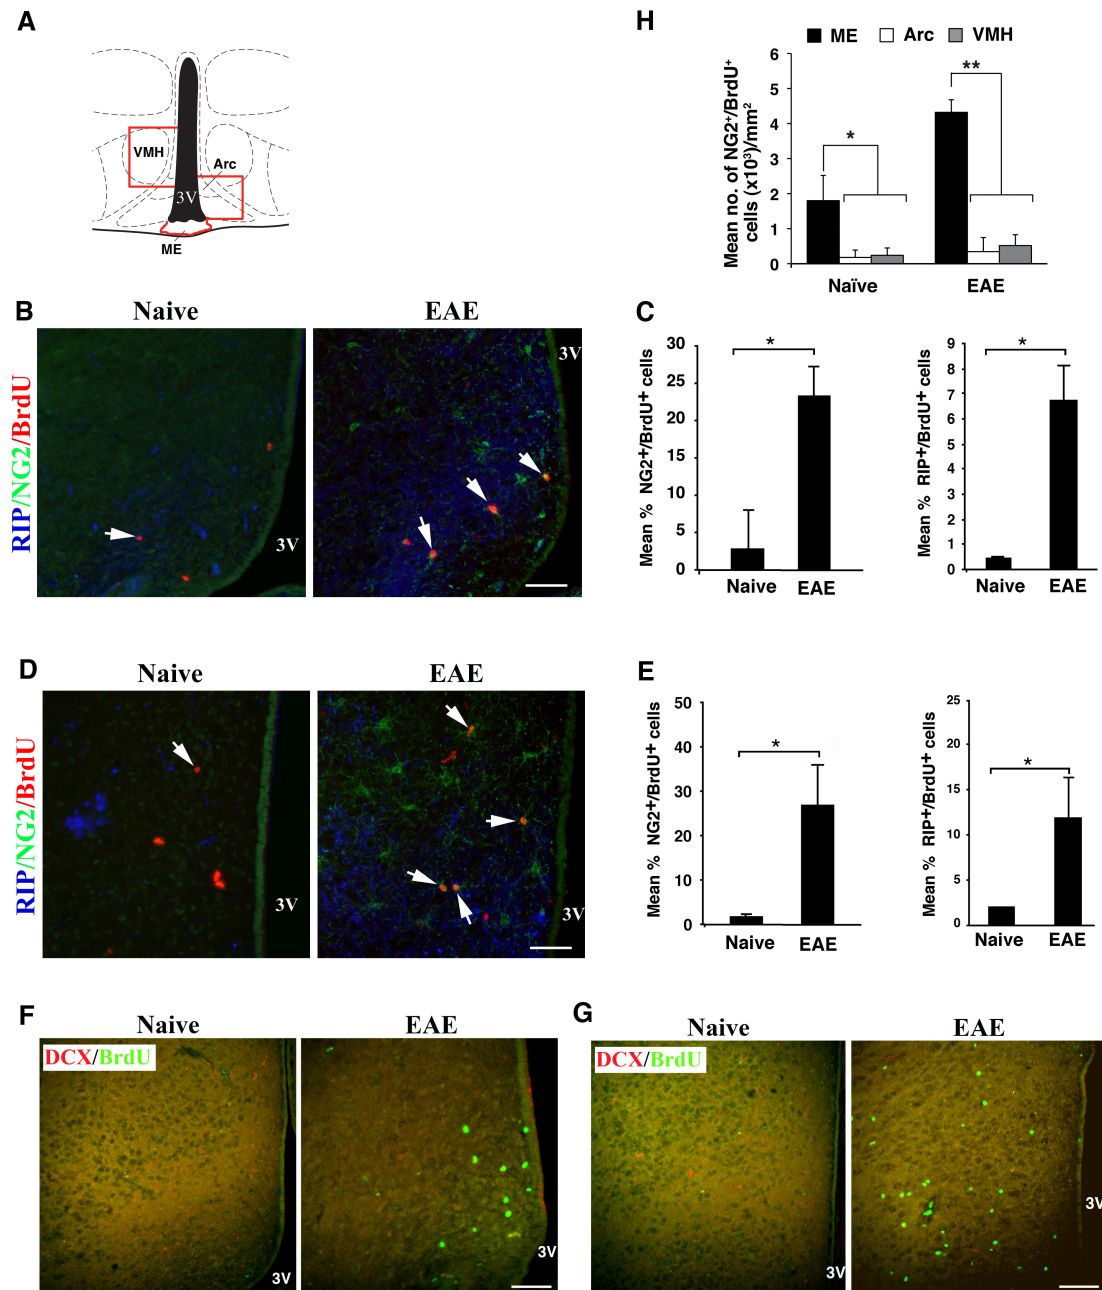 A
VMH
Arc
3V
ME
H
ME Arc VMH
Mean no. of NG2+/BrdU+
cells (x10³)/mm²
6
5
4
3
2
1
0
*
**
Naïve EAE
B
Naive EAE
RIP/NG2/BrdU
3V
3V
C
Mean % NG2+/BrdU+ cells
30
25
20
15
10
5
0
*
Naive EAE
Mean % RIP+/BrdU+ cells
9
8
7
6
5
4
3
2
1
0
*
Naive EAE
D
Naive EAE
RIP/NG2/BrdU
3V
3V
E
Mean % NG2+/BrdU+ cells
50
40
30
20
10
0
*
Naive EAE
Mean % RIP+/BrdU+ cells
25
20
15
10
5
0
*
Naive EAE
F
Naive EAE
DCX/BrdU
3V
3V
G
Naive EAE
DCX/BrdU
3V
3V